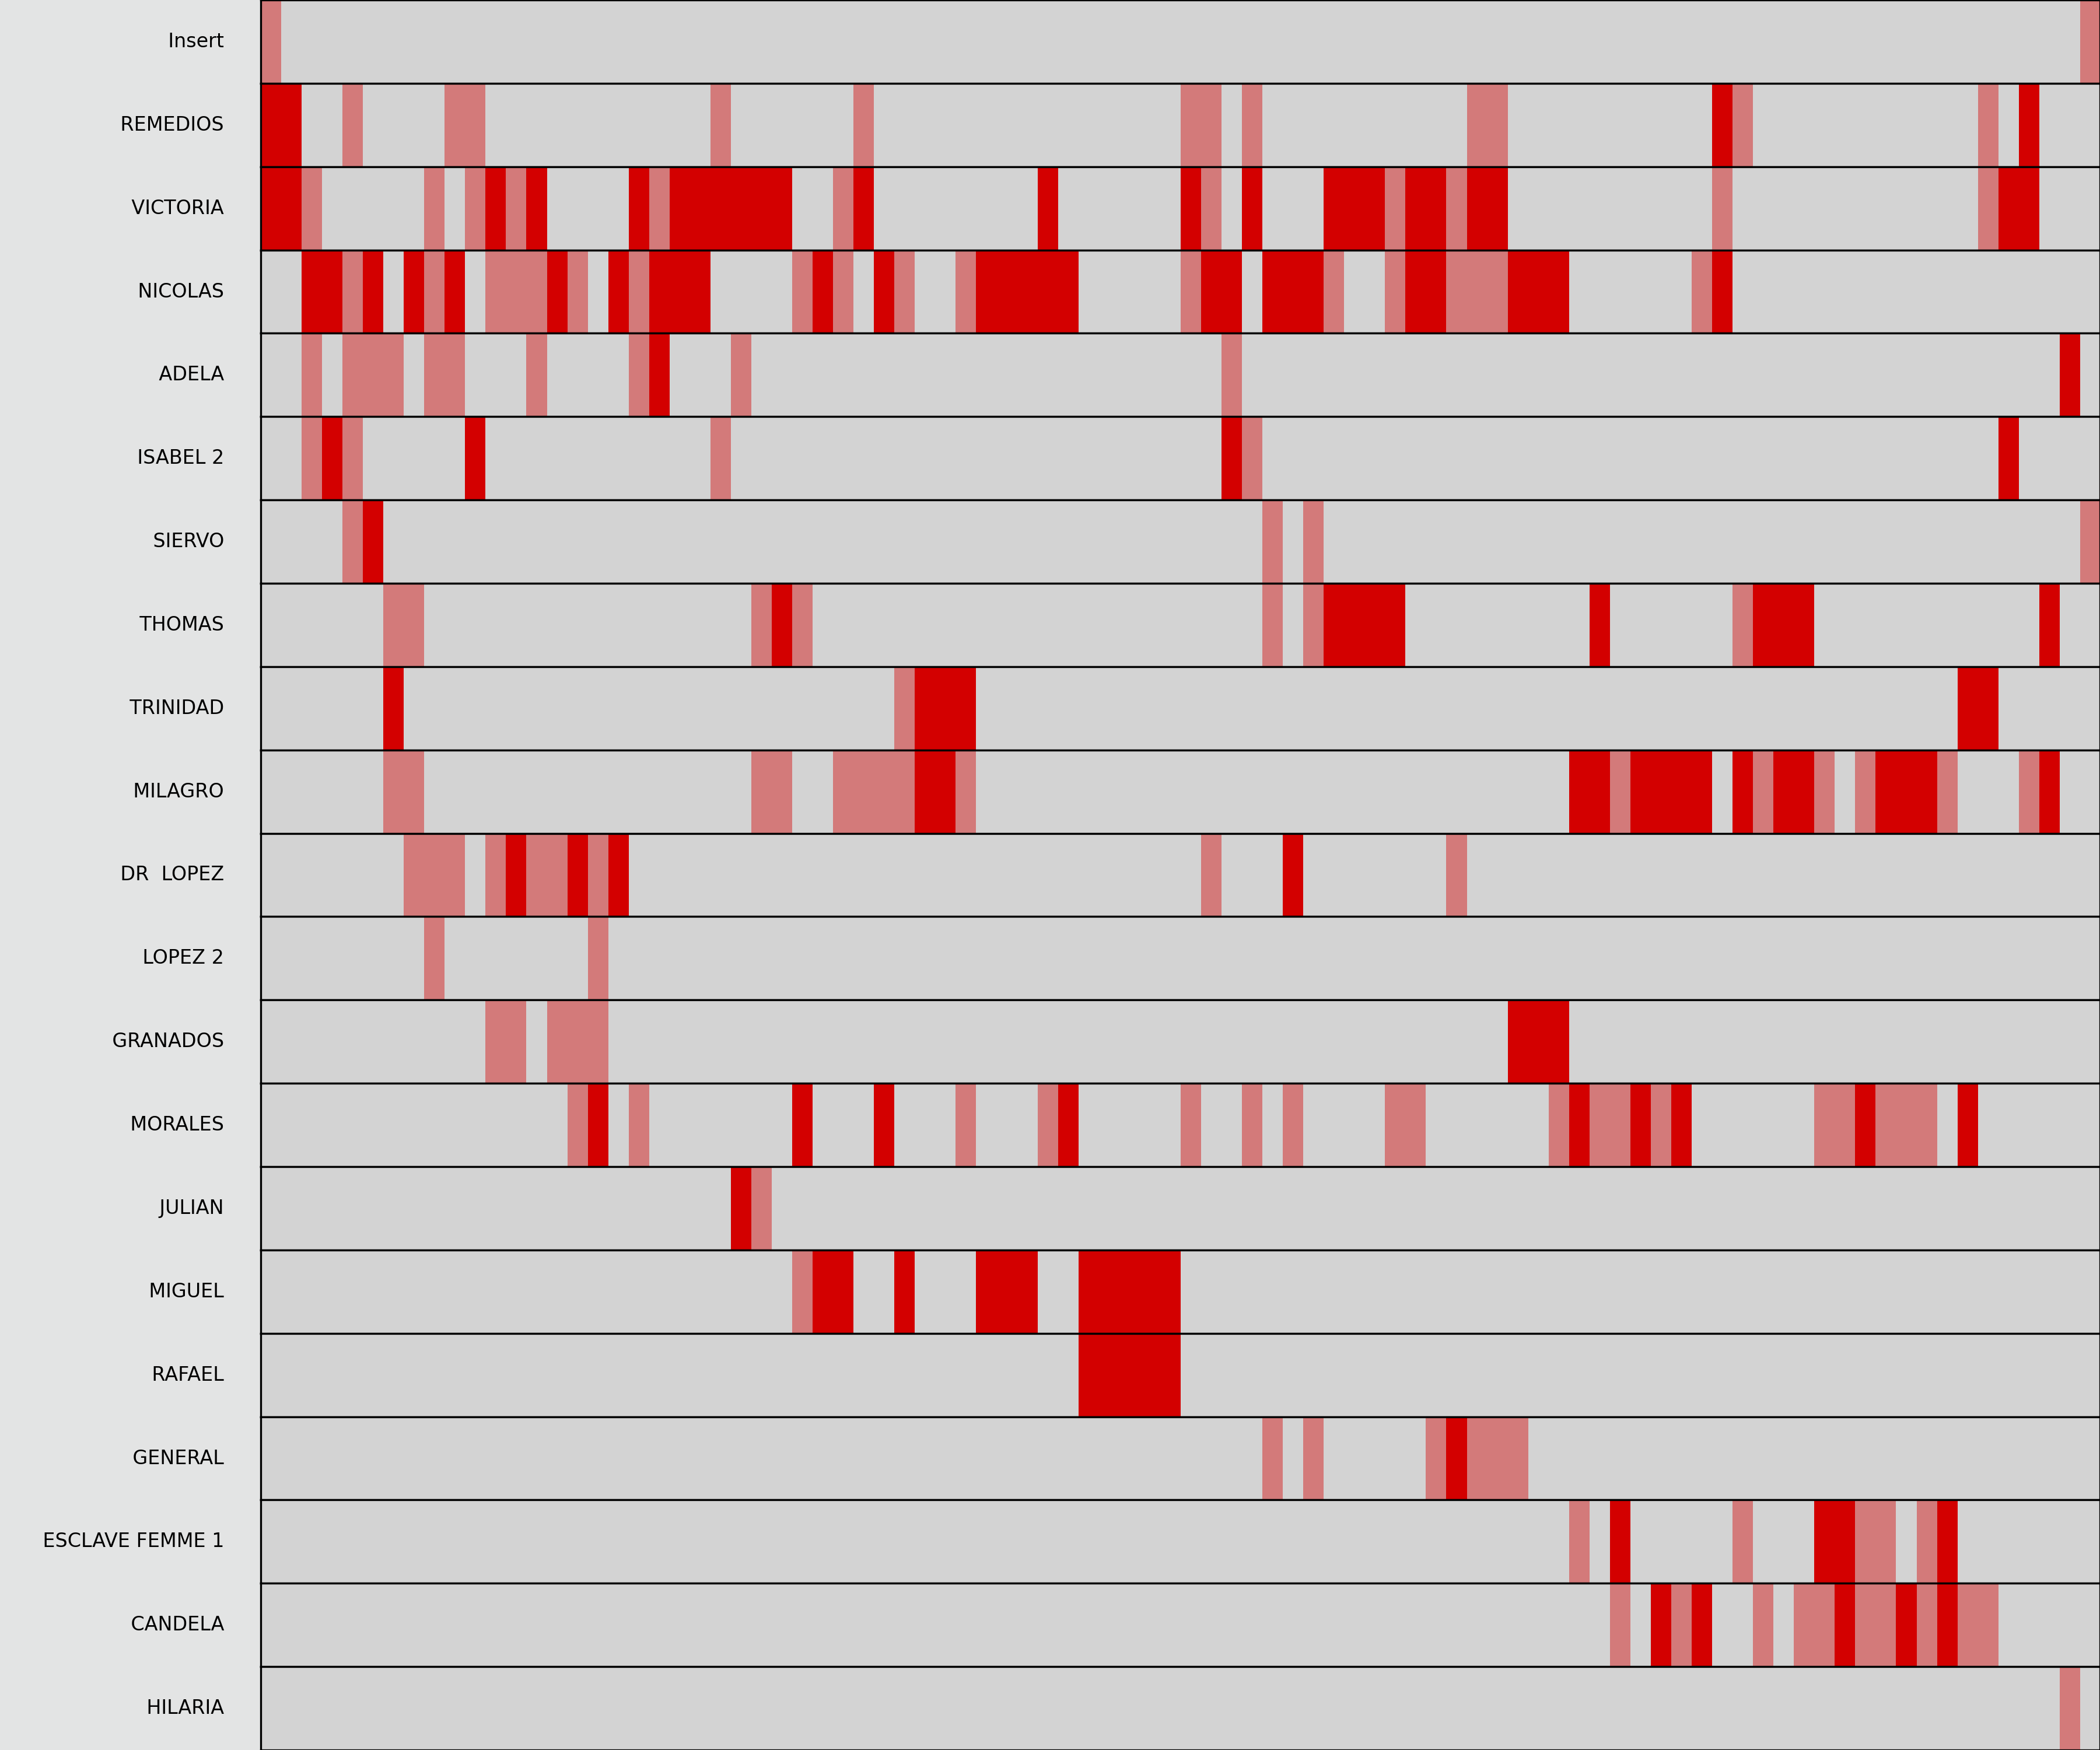 Insert
REMEDIOS
VICTORIA
NICOLAS
ADELA
ISABEL 2
SIERVO
THOMAS
TRINIDAD
MILAGRO
DR  LOPEZ
LOPEZ 2
GRANADOS
MORALES
JULIAN
MIGUEL
RAFAEL
GENERAL
ESCLAVE FEMME 1
CANDELA
HILARIA